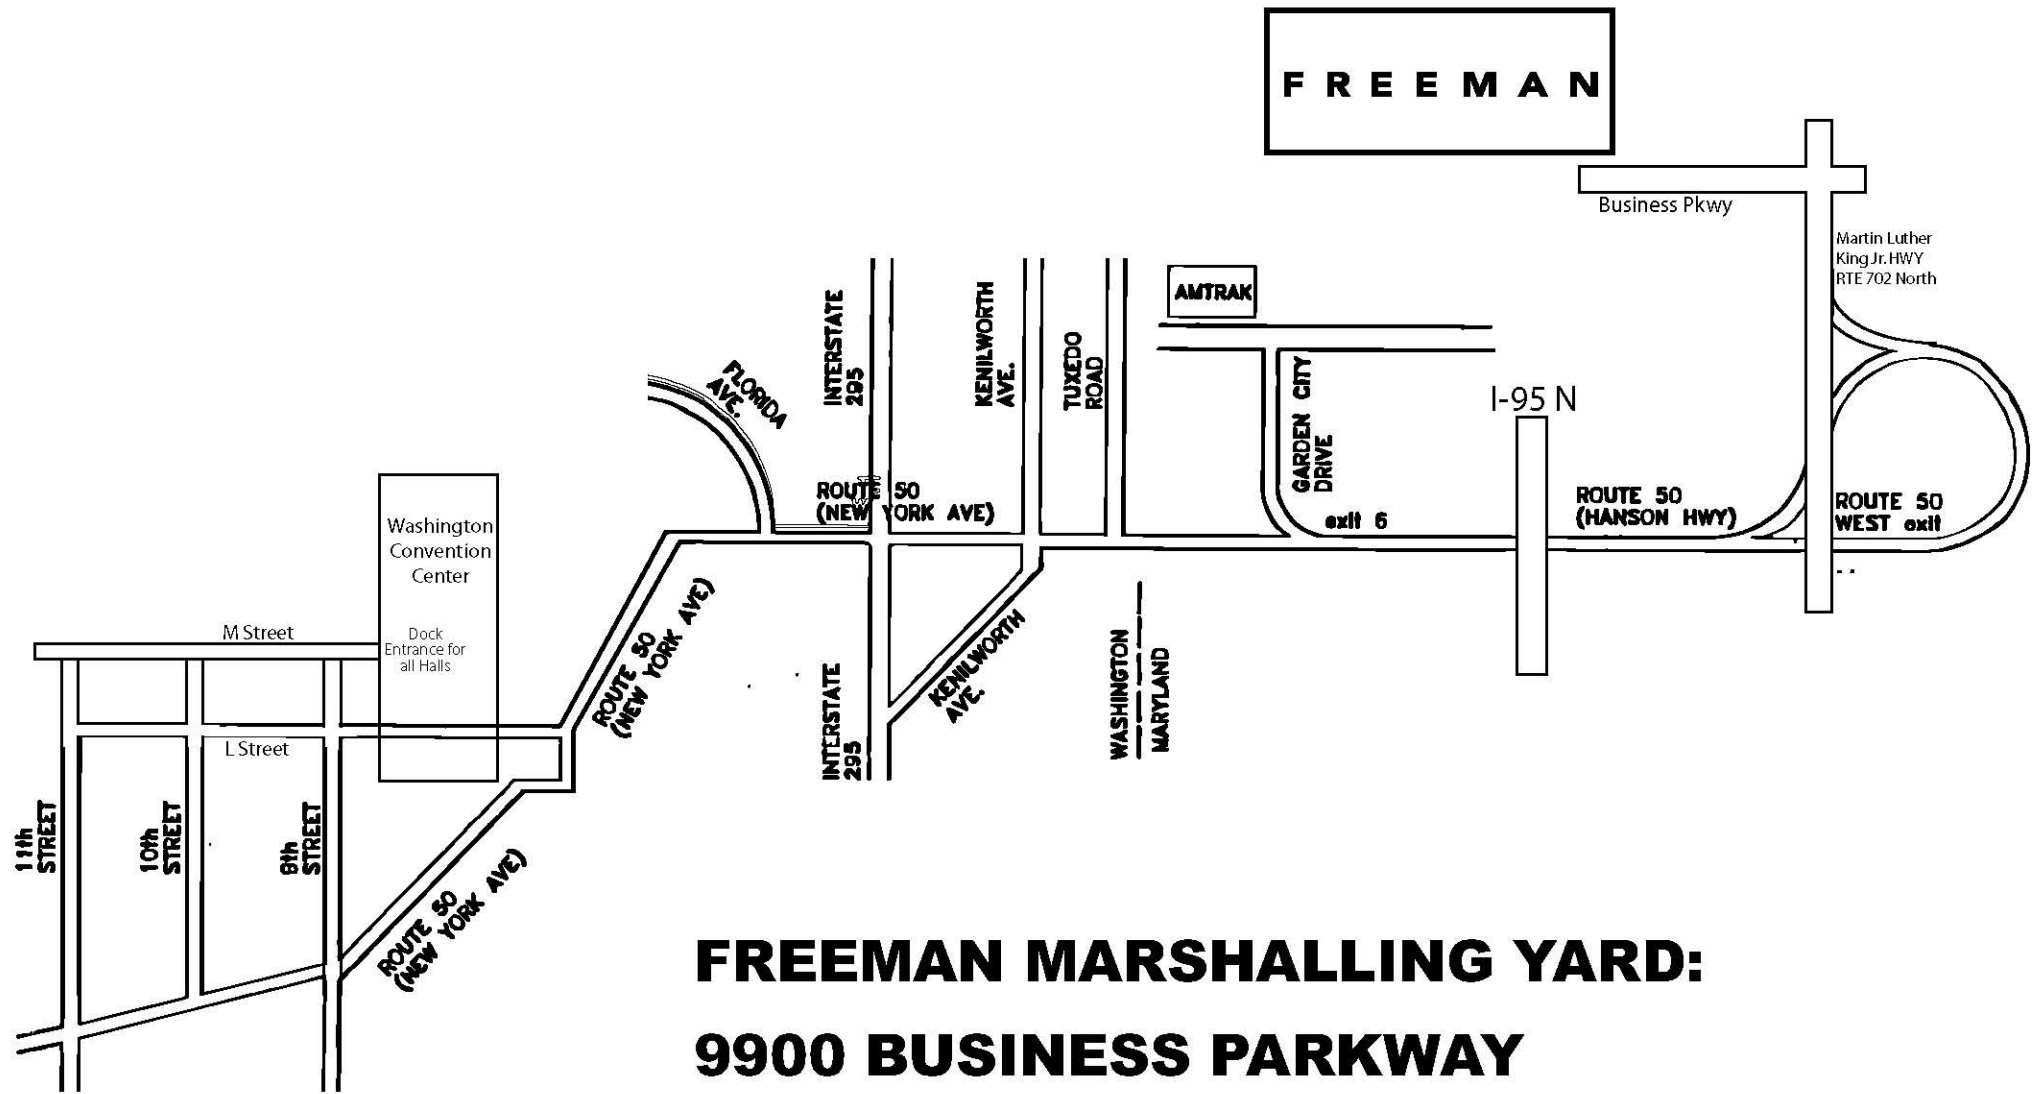 FREEMAN
Business Pkwy
Martin Luther
King Jr. HWY
RTE 702 North
AMTRAK
INTERSTATE
295
KENILWORTH
AVE.
TUXEDO
ROAD
FLORIDA
AVE.
GARDEN CITY
DRIVE
I-95 N
ROUTE 50
(NEW YORK AVE)
exit 6
ROUTE 50
(HANSON HWY)
ROUTE 50
WEST exit
Washington
Convention
Center
Dock
Entrance for
all Halls
M Street
L Street
ROUTE 50
(NEW YORK AVE)
INTERSTATE
295
KENILWORTH
AVE.
WASHINGTON
MARYLAND
11th
STREET
10th
STREET
STREET
ROUTE 50
(NEW YORK AVE)
FREEMAN MARSHALLING YARD:
9900 BUSINESS PARKWAY